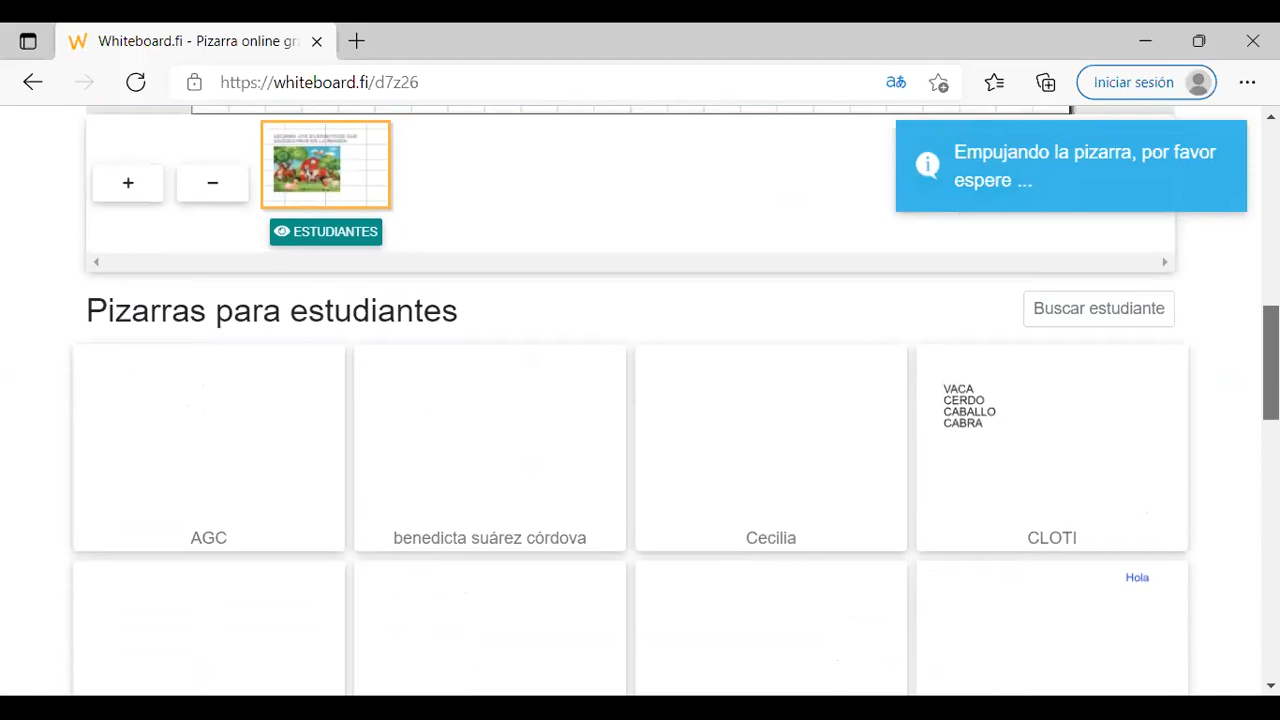 Whiteboard.fi - Pizarra online gr
https://whiteboard.fi/d7z26
Iniciar sesión
Empujando la pizarra, por favor
espere ...
+
-
ESTUDIANTES
Pizarras para estudiantes
Buscar estudiante
VACA
CERDO
CABALLO
CABRA
AGC
benedicta suárez córdova
Cecilia
CLOTI
Hola